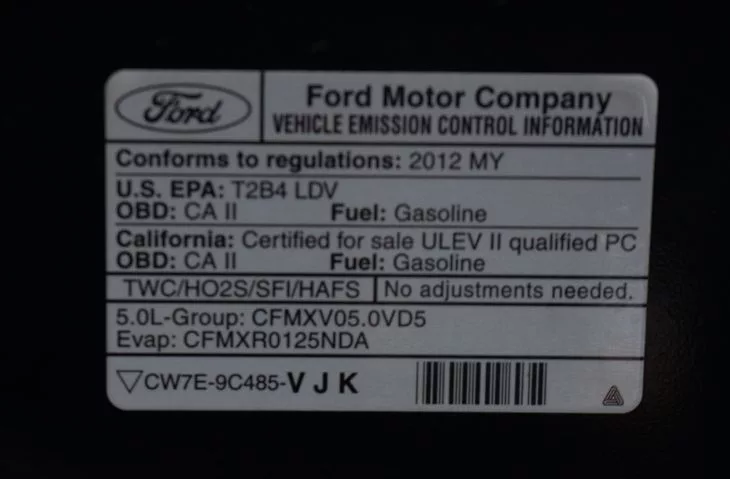 Ford
Ford Motor Company
VEHICLE EMISSION CONTROL INFORMATION
Conforms to regulations: 2012 MY
U.S. EPA: T2B4 LDV
OBD: CA II Fuel: Gasoline
California: Certified for sale ULEV II qualified PC
OBD: CA II Fuel: Gasoline
TWC/HO2S/SFI/HAFS No adjustments needed.
5.0L-Group: CFMXV05.0VD5
Evap: CFMXR0125NDA
CW7E-9C485-VJK